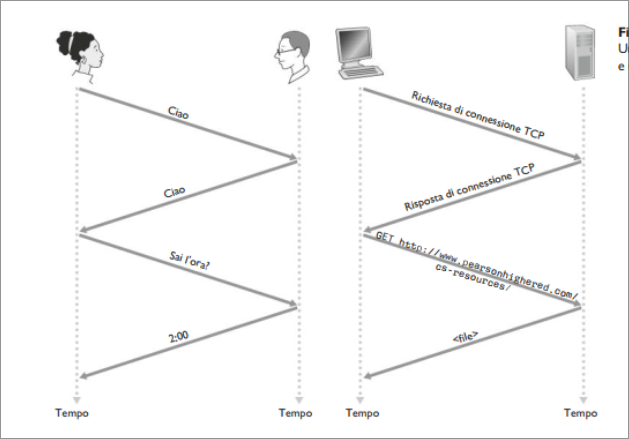 Fi
U
e
Ciao
Ciao
Sai l'ora?
2:00
Tempo
Tempo
Richiesta di connessione TCP
Risposta di connessione TCP
GET http://www.pearsonhighered.com/
cs-resources/
<file>
Tempo
Tempo